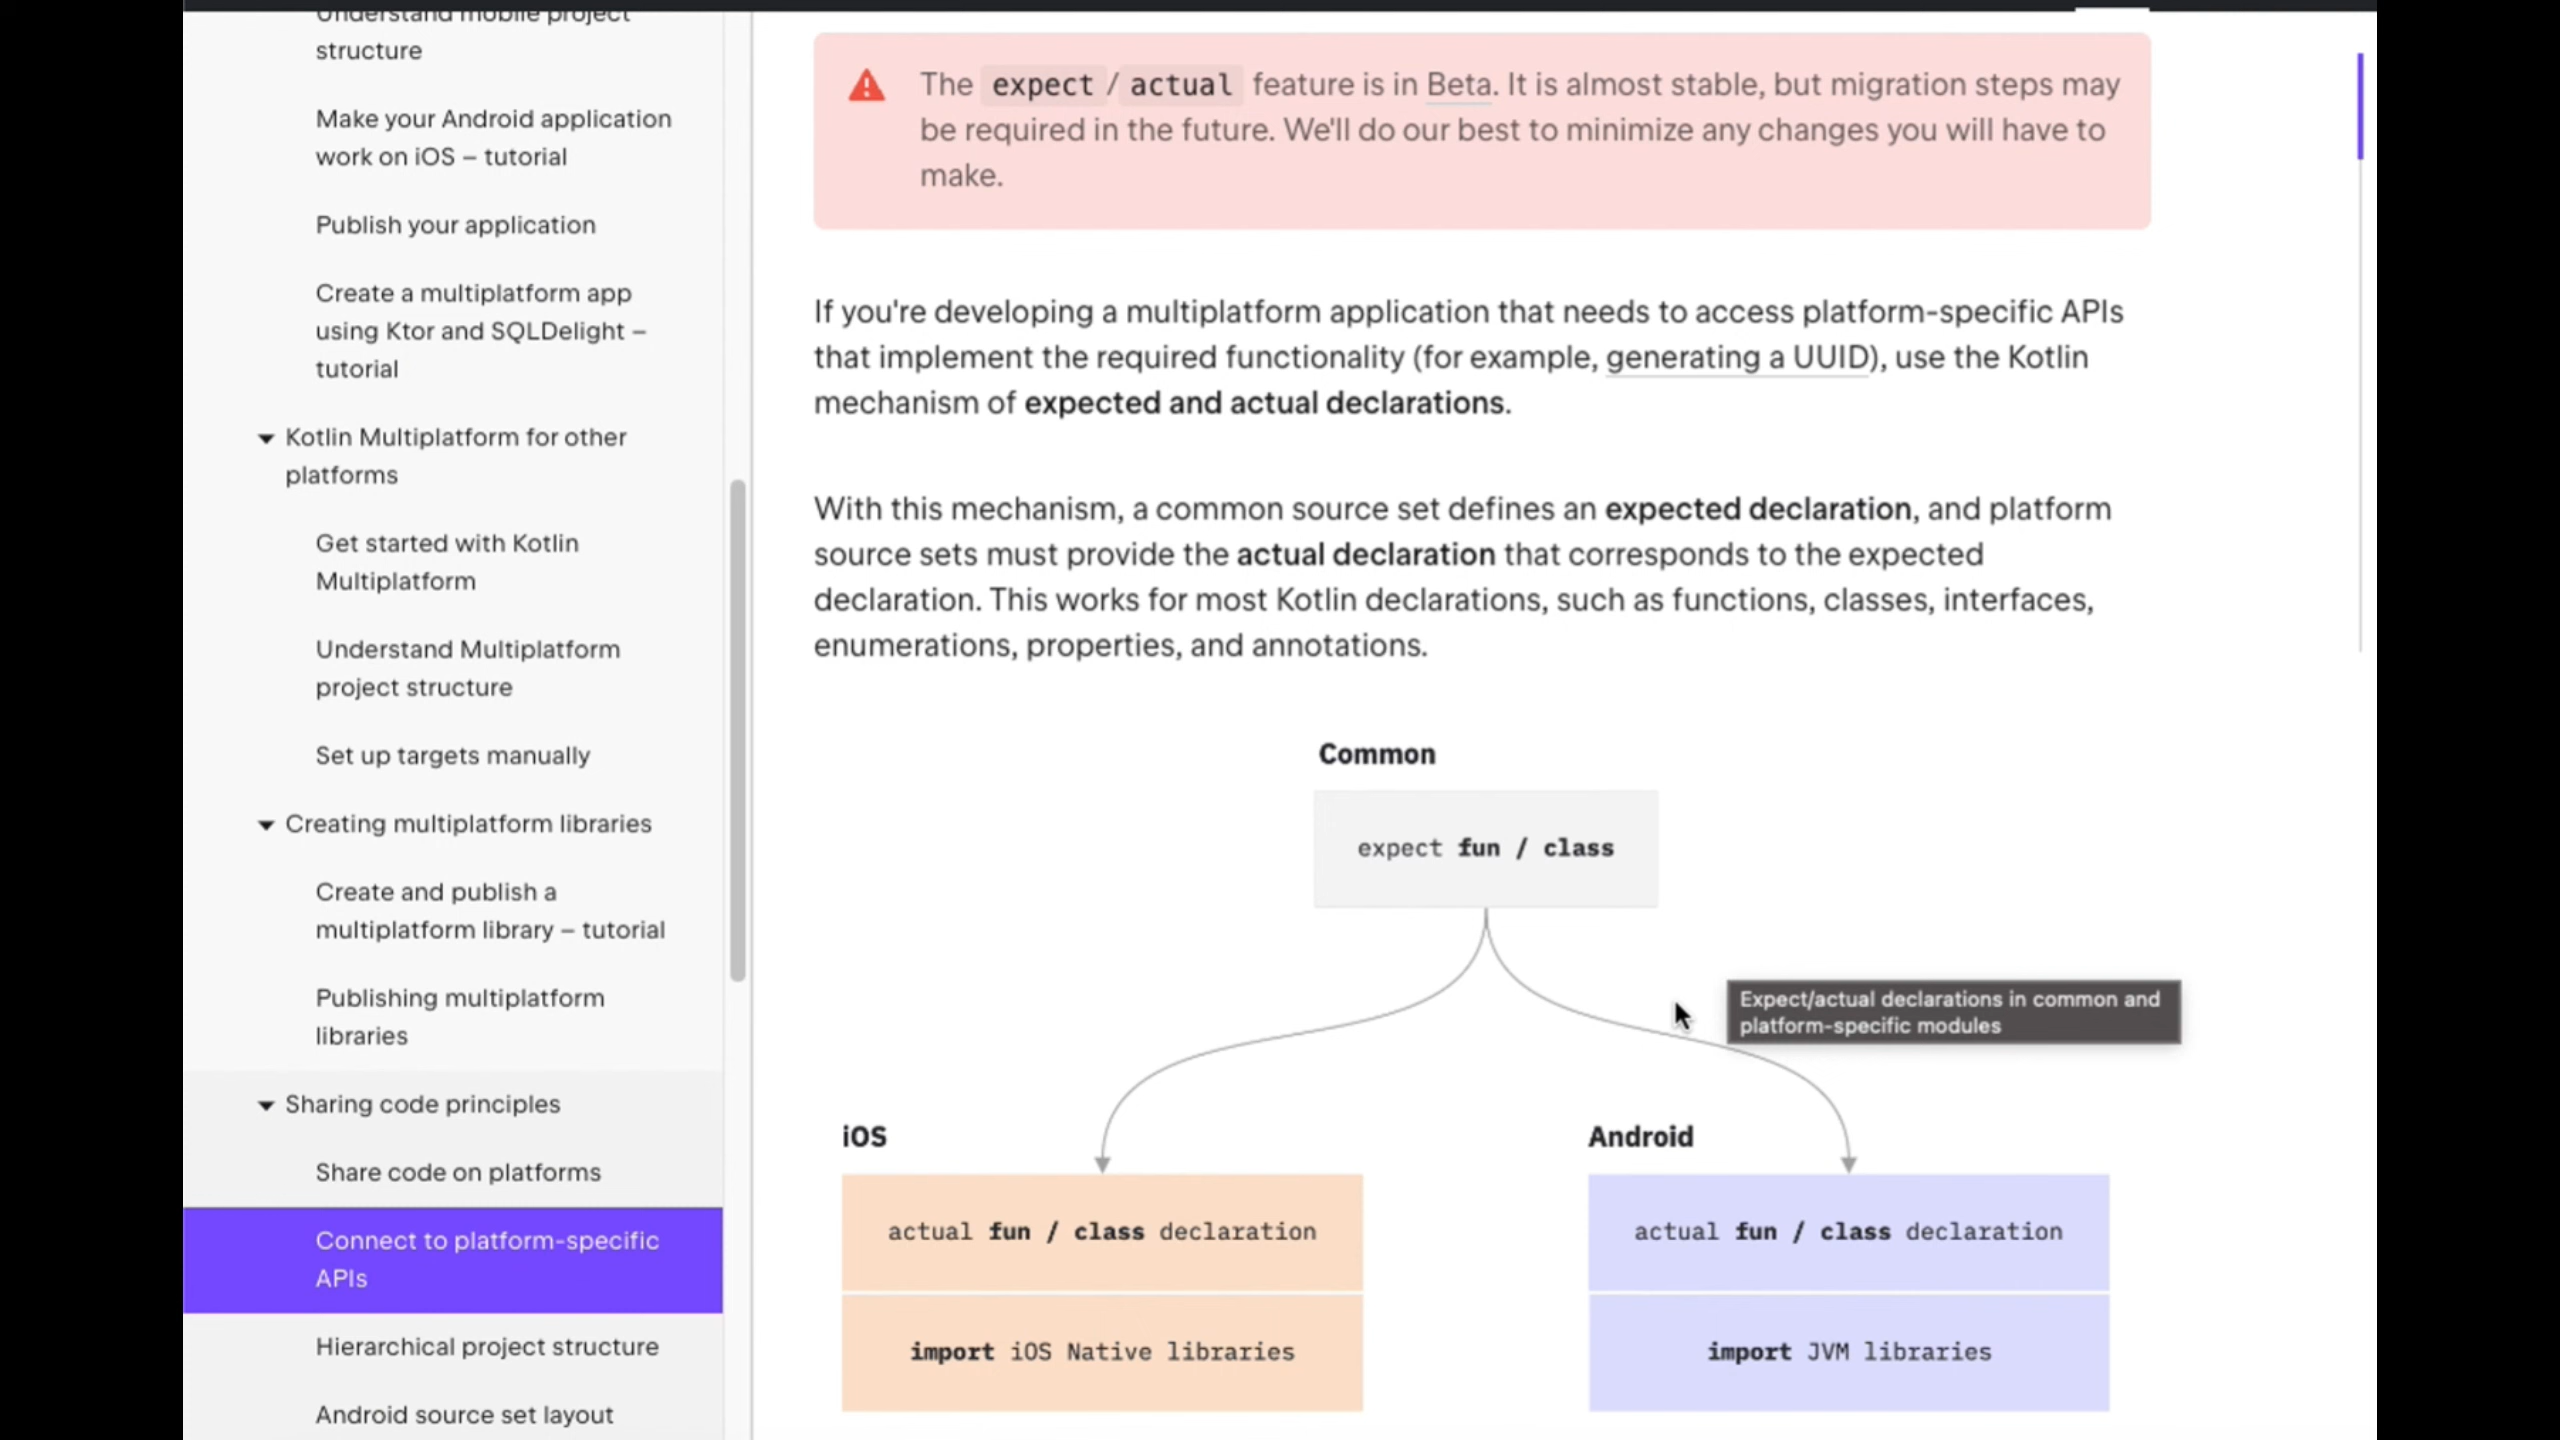 Understand mobile project
structure
Make your Android application
work on iOS – tutorial
Publish your application
Create a multiplatform app
using Ktor and SQLDelight –
tutorial
Kotlin Multiplatform for other
platforms
Get started with Kotlin
Multiplatform
Understand Multiplatform
project structure
Set up targets manually
Creating multiplatform libraries
Create and publish a
multiplatform library – tutorial
Publishing multiplatform
libraries
Sharing code principles
Share code on platforms
Connect to platform-specific
APIs
Hierarchical project structure
Android source set layout
The expect / actual feature is in Beta. It is almost stable, but migration steps may
be required in the future. We'll do our best to minimize any changes you will have to
make.
If you're developing a multiplatform application that needs to access platform-specific APIs
that implement the required functionality (for example, generating a UUID), use the Kotlin
mechanism of expected and actual declarations.
With this mechanism, a common source set defines an expected declaration, and platform
source sets must provide the actual declaration that corresponds to the expected
declaration. This works for most Kotlin declarations, such as functions, classes, interfaces,
enumerations, properties, and annotations.
Common
expect fun / class
Expect/actual declarations in common and
platform-specific modules
iOS
actual fun / class declaration
import iOS Native libraries
Android
actual fun / class declaration
import JVM libraries